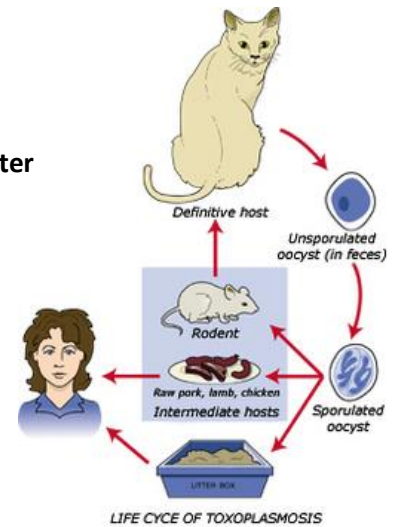 ter
Definitive host
Unsporulated
oocyst (in feces)
Rodent
Raw pork, lamb, chicken
Intermediate hosts
Sporulated
oocyst
LITTER BOX
LIFE CYCE OF TOXOPLASMOSIS